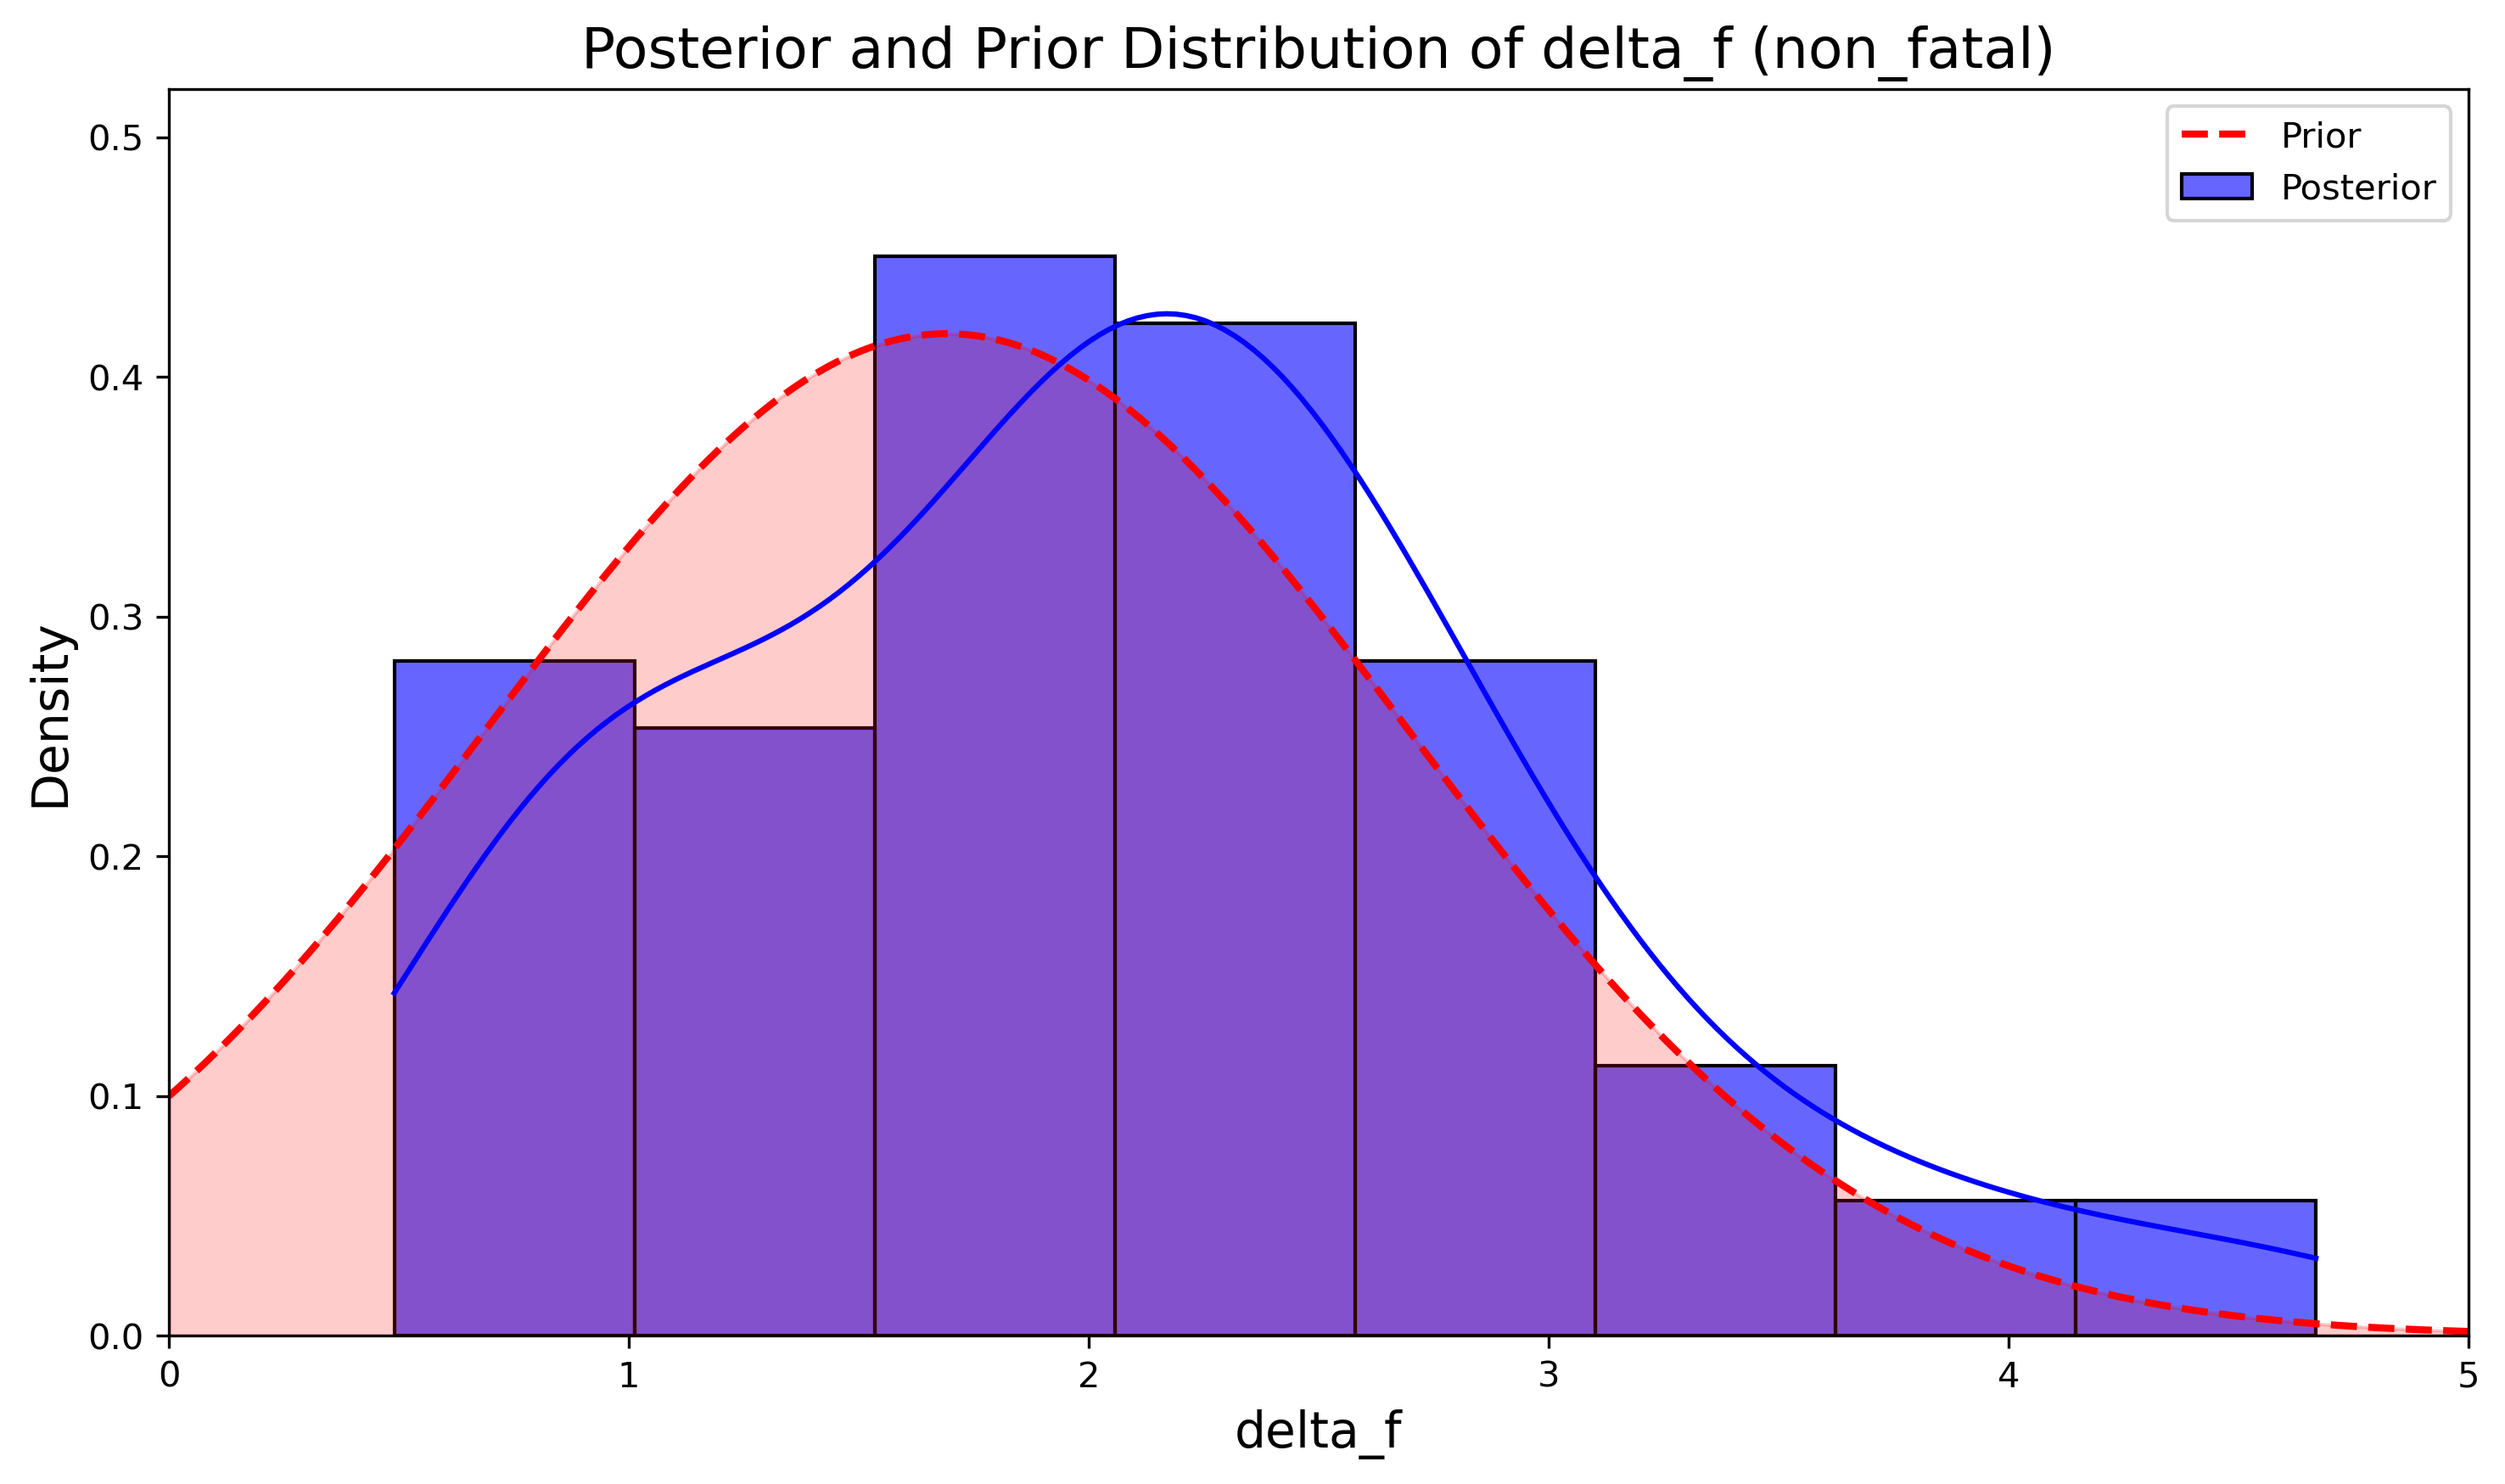 Posterior and Prior Distribution of delta_f (non_fatal)
Prior
Posterior
Density
0.5
0.4
0.3
0.2
0.1
0.0
0 1 2 3 4 5
delta_f